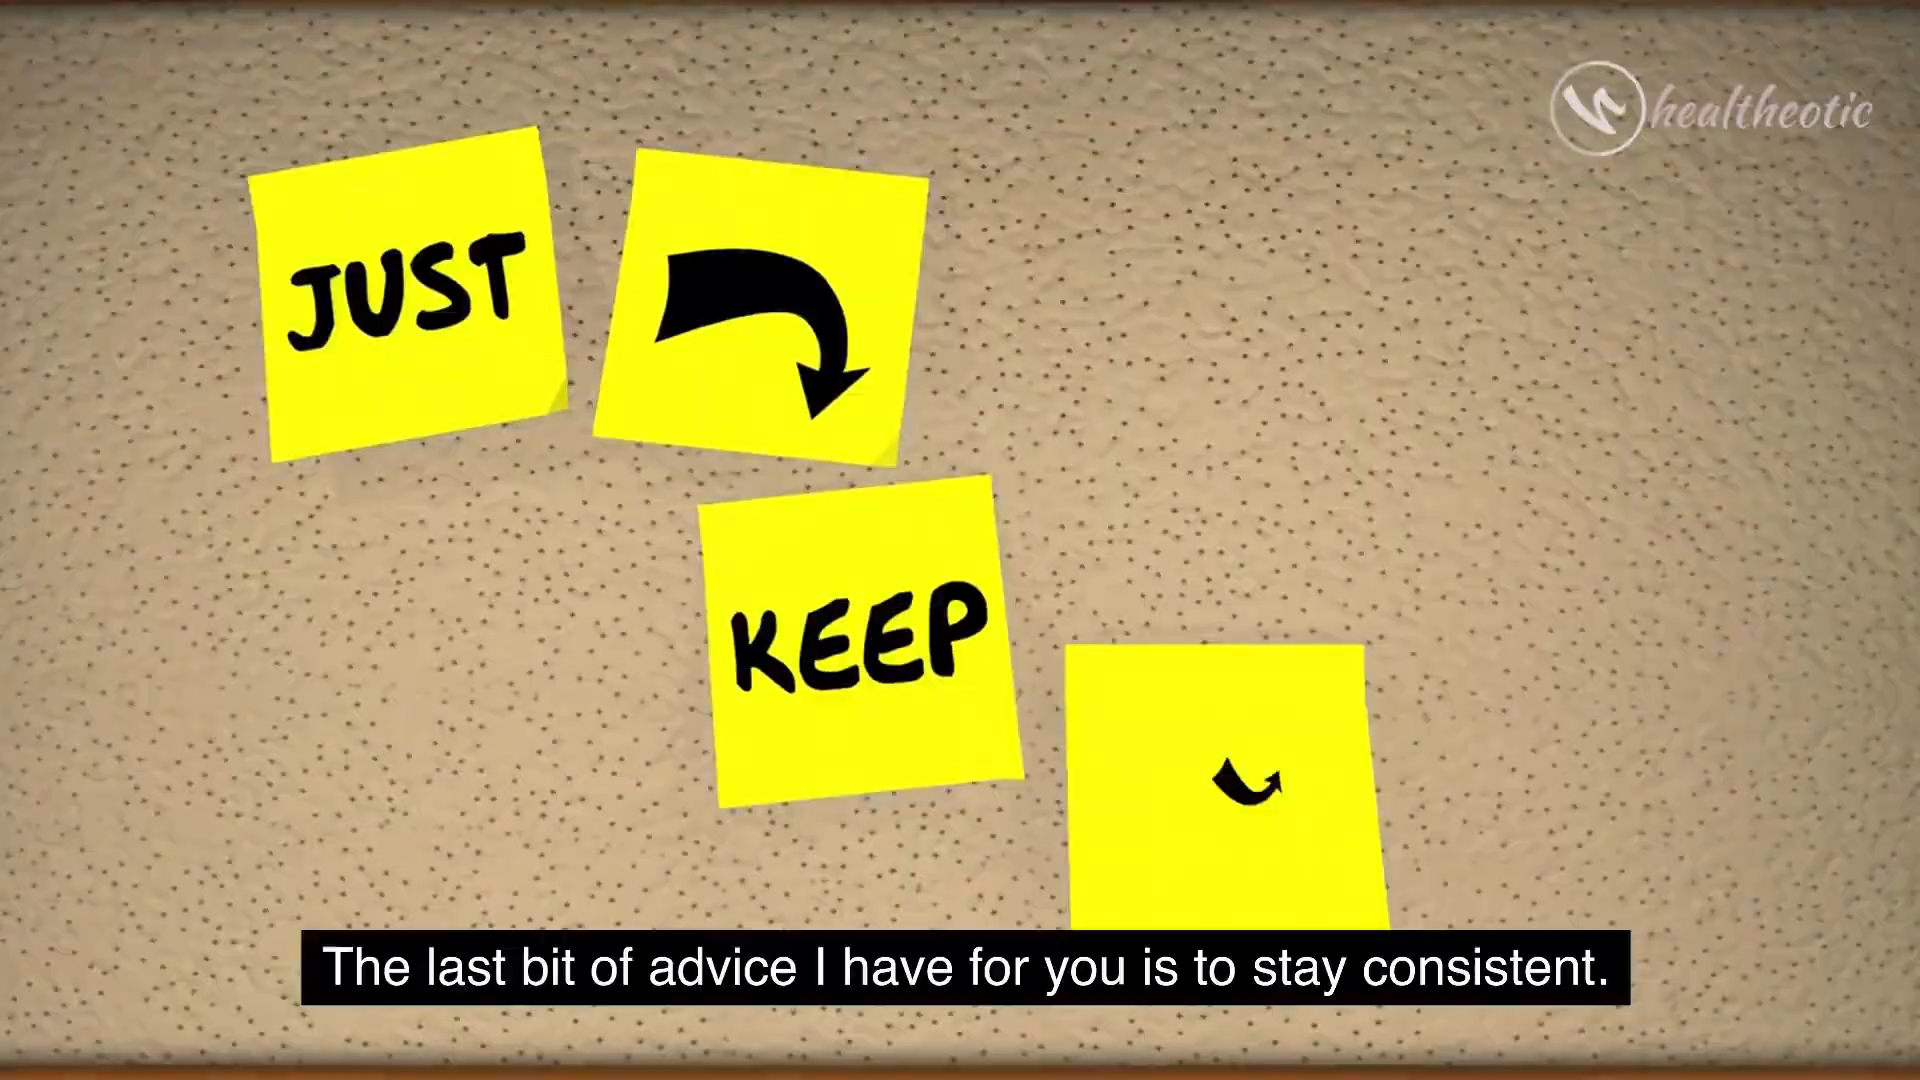 healtheotic
JUST
KEEP
The last bit of advice I have for you is to stay consistent.